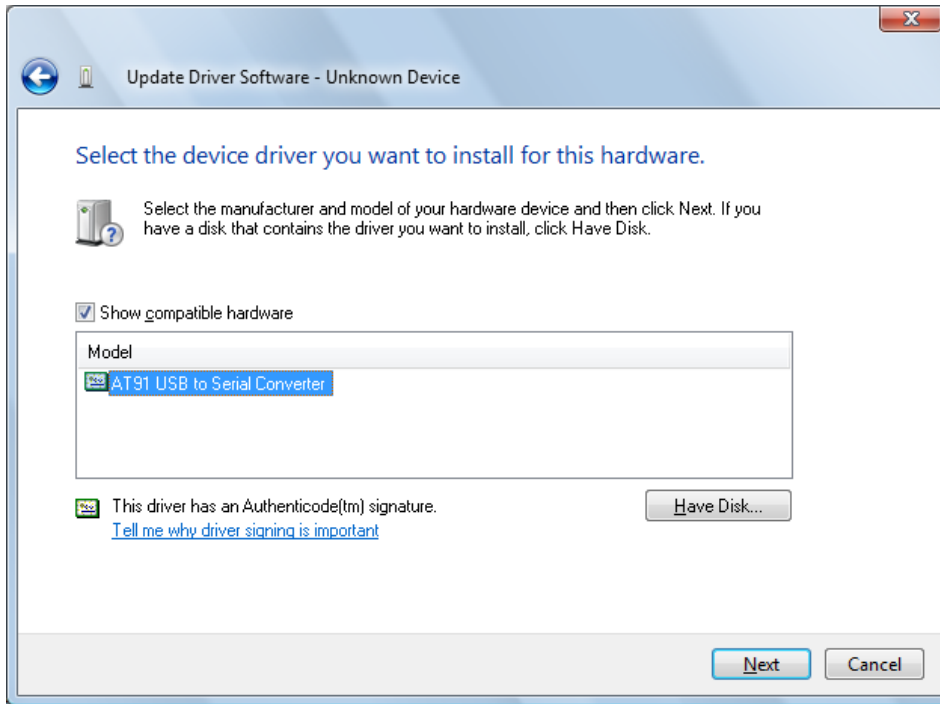 Update Driver Software - Unknown Device
Select the device driver you want to install for this hardware.
Select the manufacturer and model of your hardware device and then click Next. If you
have a disk that contains the driver you want to install, click Have Disk.
Show compatible hardware
Model
AT91 USB to Serial Converter
This driver has an Authenticode(tm) signature.
Have Disk...
Tell me why driver signing is important
Next
Cancel